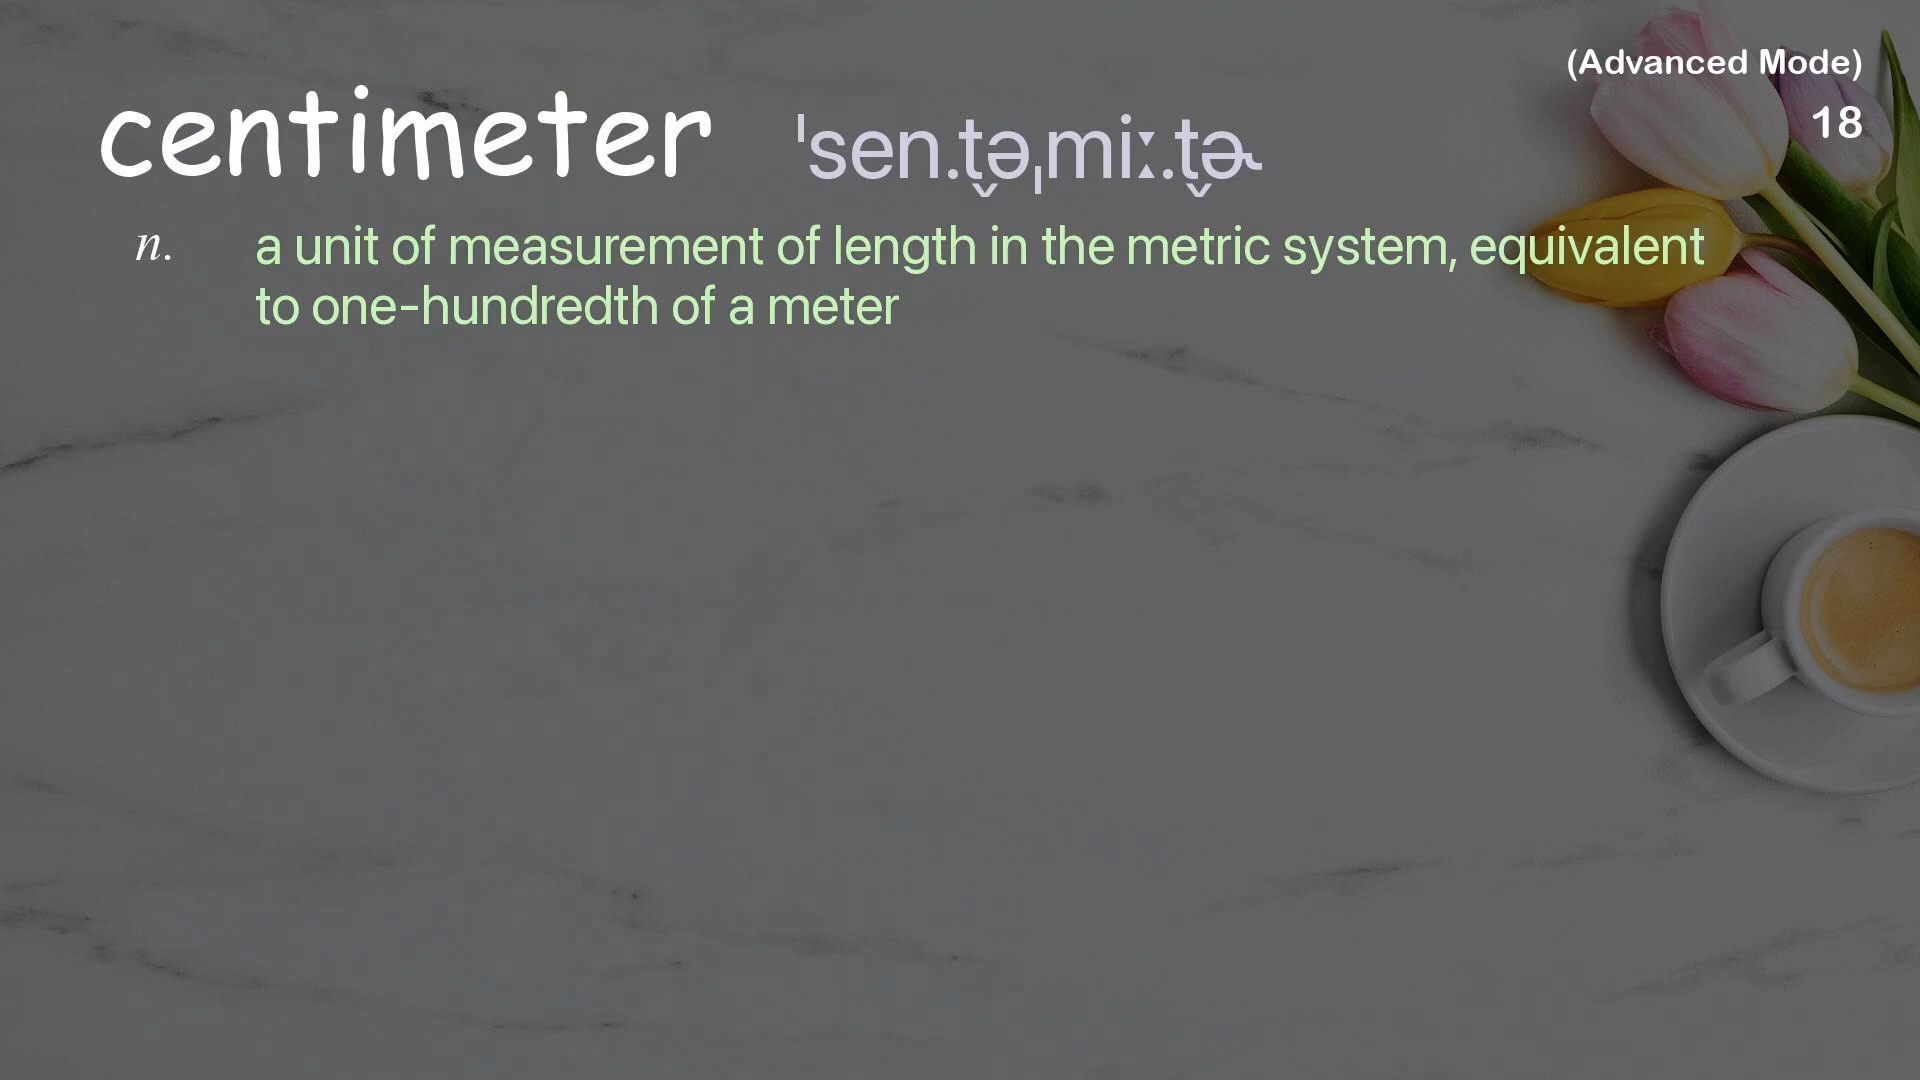 (Advanced Mode)
centimeter ˈsen.t̬əˌmiː.t̬ɚ
18
n. a unit of measurement of length in the metric system, equivalent
to one-hundredth of a meter